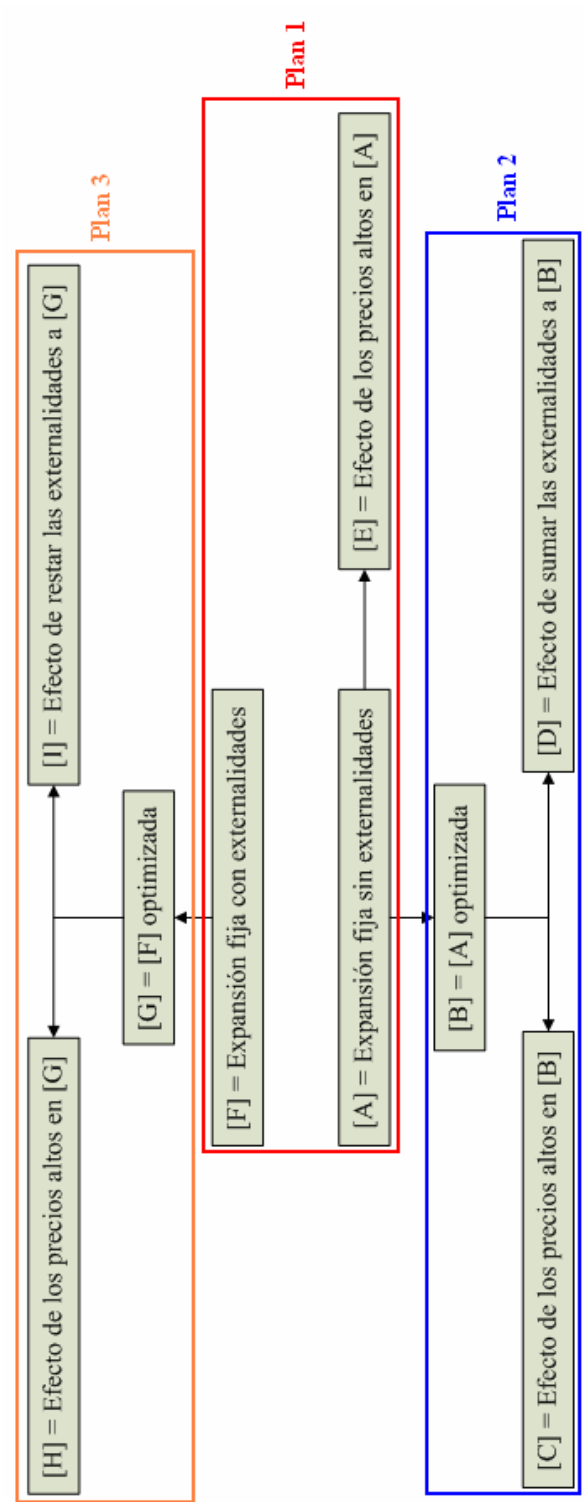 Plan 3
[H] = Efecto de los precios altos en [G]
[I] = Efecto de restar las externalidades a [G]
[G] = [F] optimizada
Plan 1
[F] = Expansión fija con externalidades
[A] = Expansión fija sin externalidades
[E] = Efecto de los precios altos en [A]
Plan 2
[B] = [A] optimizada
[C] = Efecto de los precios altos en [B]
[D] = Efecto de sumar las externalidades a [B]